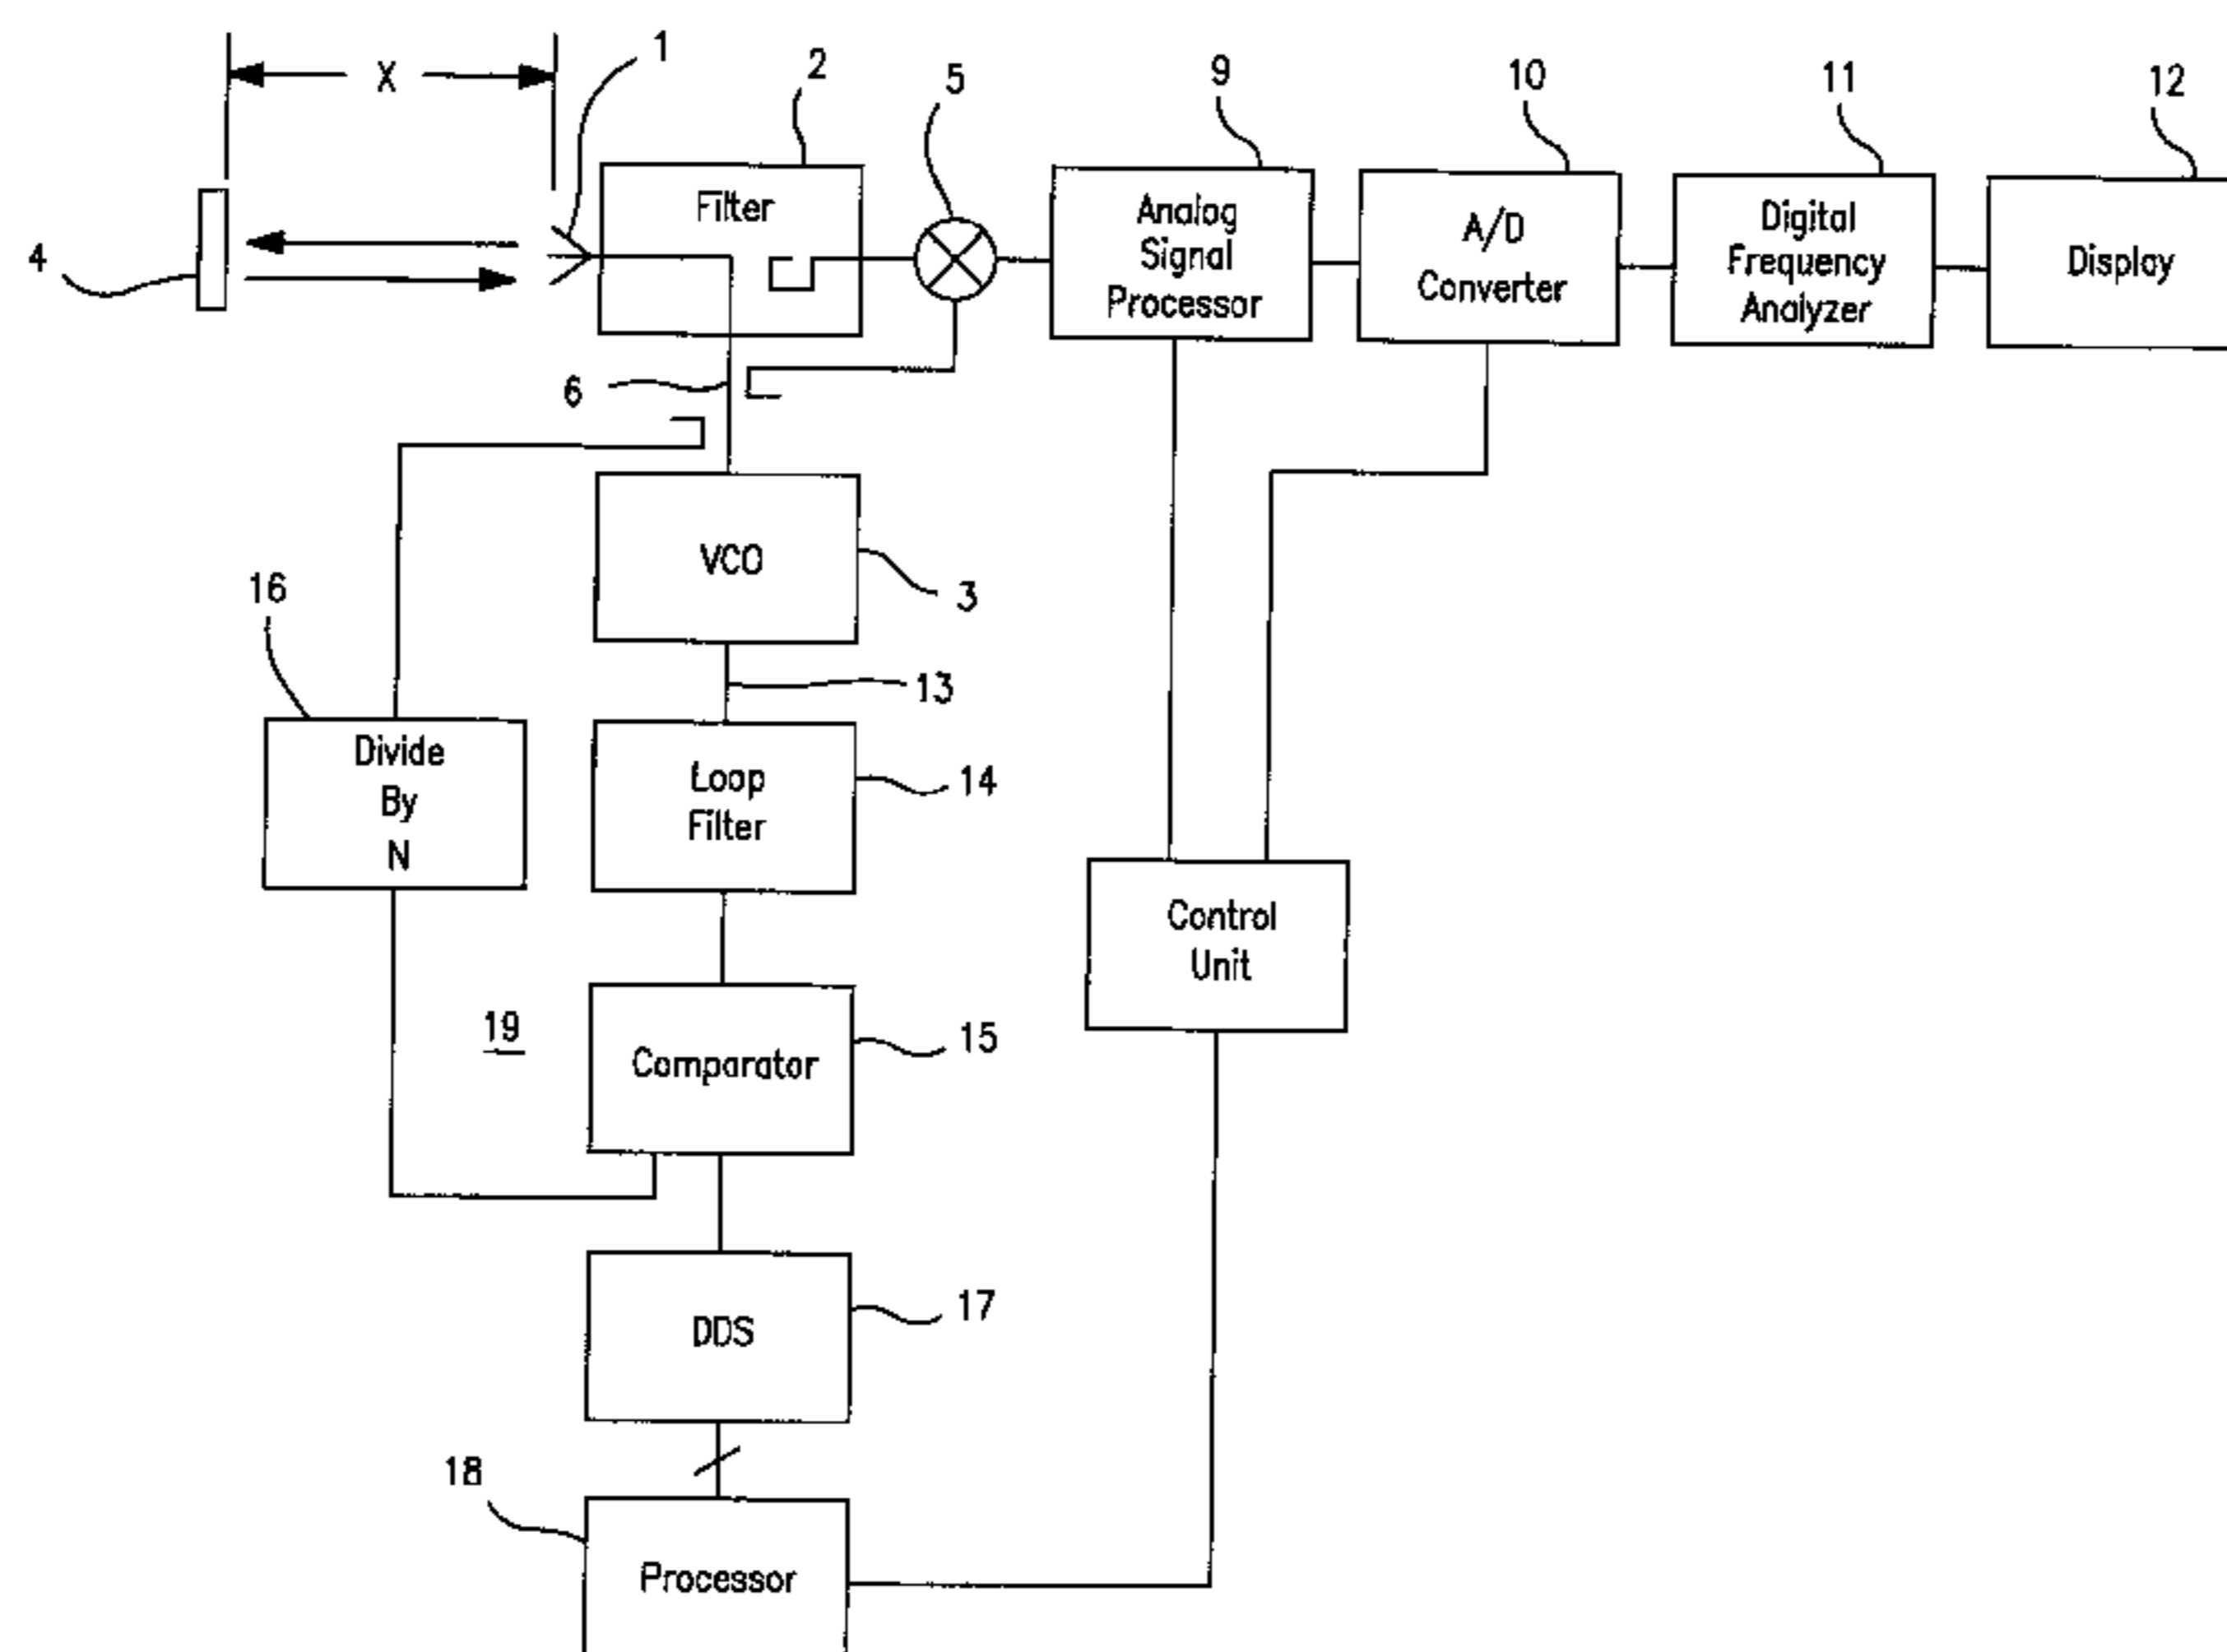 X
1
2
5
9
10
11
12
4
Filter
Analog
Signal
Processor
A/D
Converter
Digital
Frequency
Analyzer
Display
6
VCO
3
16
13
Divide
By
N
Loop
Filter
14
Control
Unit
19
Comparator
15
DDS
17
18
Processor